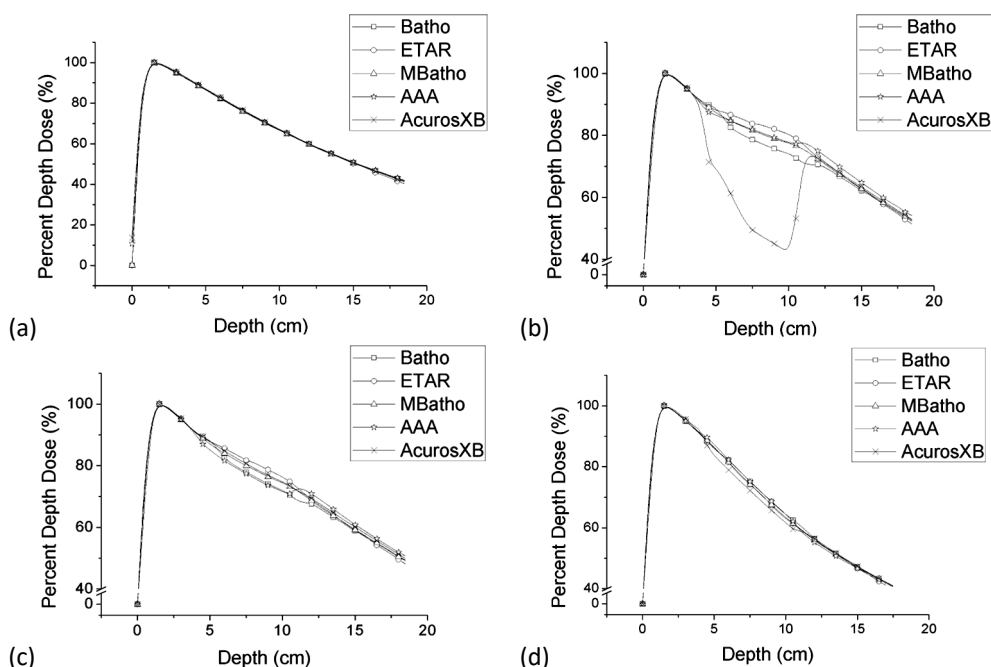 (a)
Percent Depth Dose (%)
100
80
60
40
20
0
0
5
10
15
20
Depth (cm)
Batho
ETAR
MBatho
AAA
AcurosXB
(b)
Percent Depth Dose (%)
100
80
60
40
0
0
5
10
15
20
Depth (cm)
Batho
ETAR
MBatho
AAA
AcurosXB
(c)
Percent Depth Dose (%)
100
80
60
40
0
0
5
10
15
20
Depth (cm)
Batho
ETAR
MBatho
AAA
AcurosXB
(d)
Percent Depth Dose (%)
100
80
60
40
0
0
5
10
15
20
Depth (cm)
Batho
ETAR
MBatho
AAA
AcurosXB